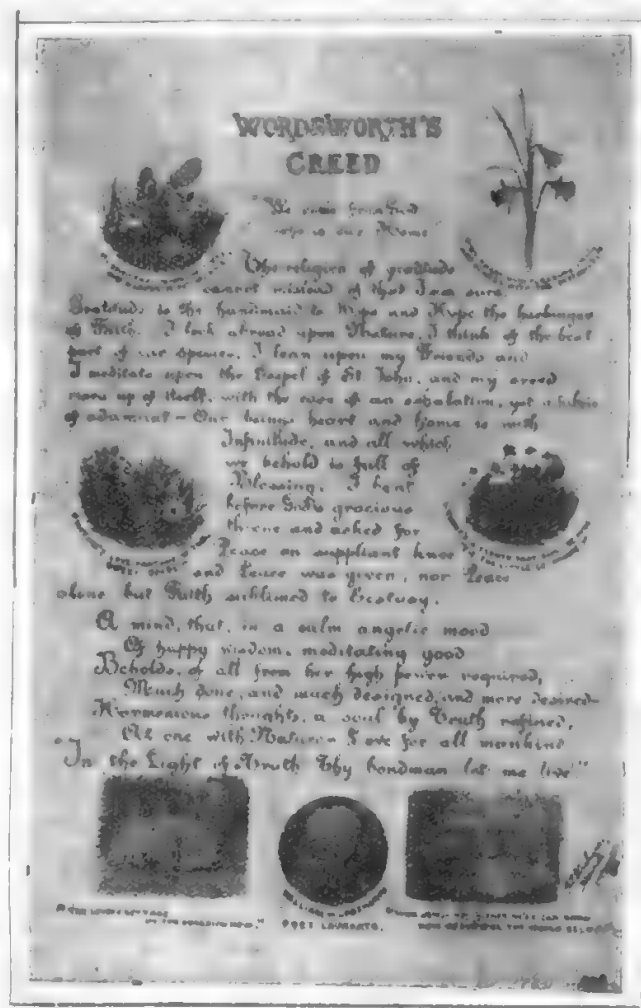 WORDSWORTH'S
CREED
"We come from God
who is our Home"
The religion of gratitude
cannot mislead of that I am sure.
Gratitude is the handmaid to Hope and Hope the harbinger
of Faith. I look abroad upon Nature, I think of the best
part of our species, I lean upon my Friends and
I meditate upon the Gospel of St John, and my creed
rises up of itself, with the ease of an exhalation, yet a fabric
of adamant – Our being's heart and home is with
Infinitude, and all which
we behold is full of
Blessing. I bent
before God's gracious
throne and asked for
Peace on suppliant knee
and Peace was given, nor Peace
alone but Faith sublimed to Ecstasy.
A mind, that, in a calm angelic mood
Of happy wisdom, meditating good
Beholds, of all from her high powers required,
Much done, and much designed, and more desired–
Harmonious thoughts, a soul by Truth refined,
At one with Nature – Love for all mankind
"In the Light of Truth Thy bondman let me live"
WILLIAM WORDSWORTH
POET LAUREATE.